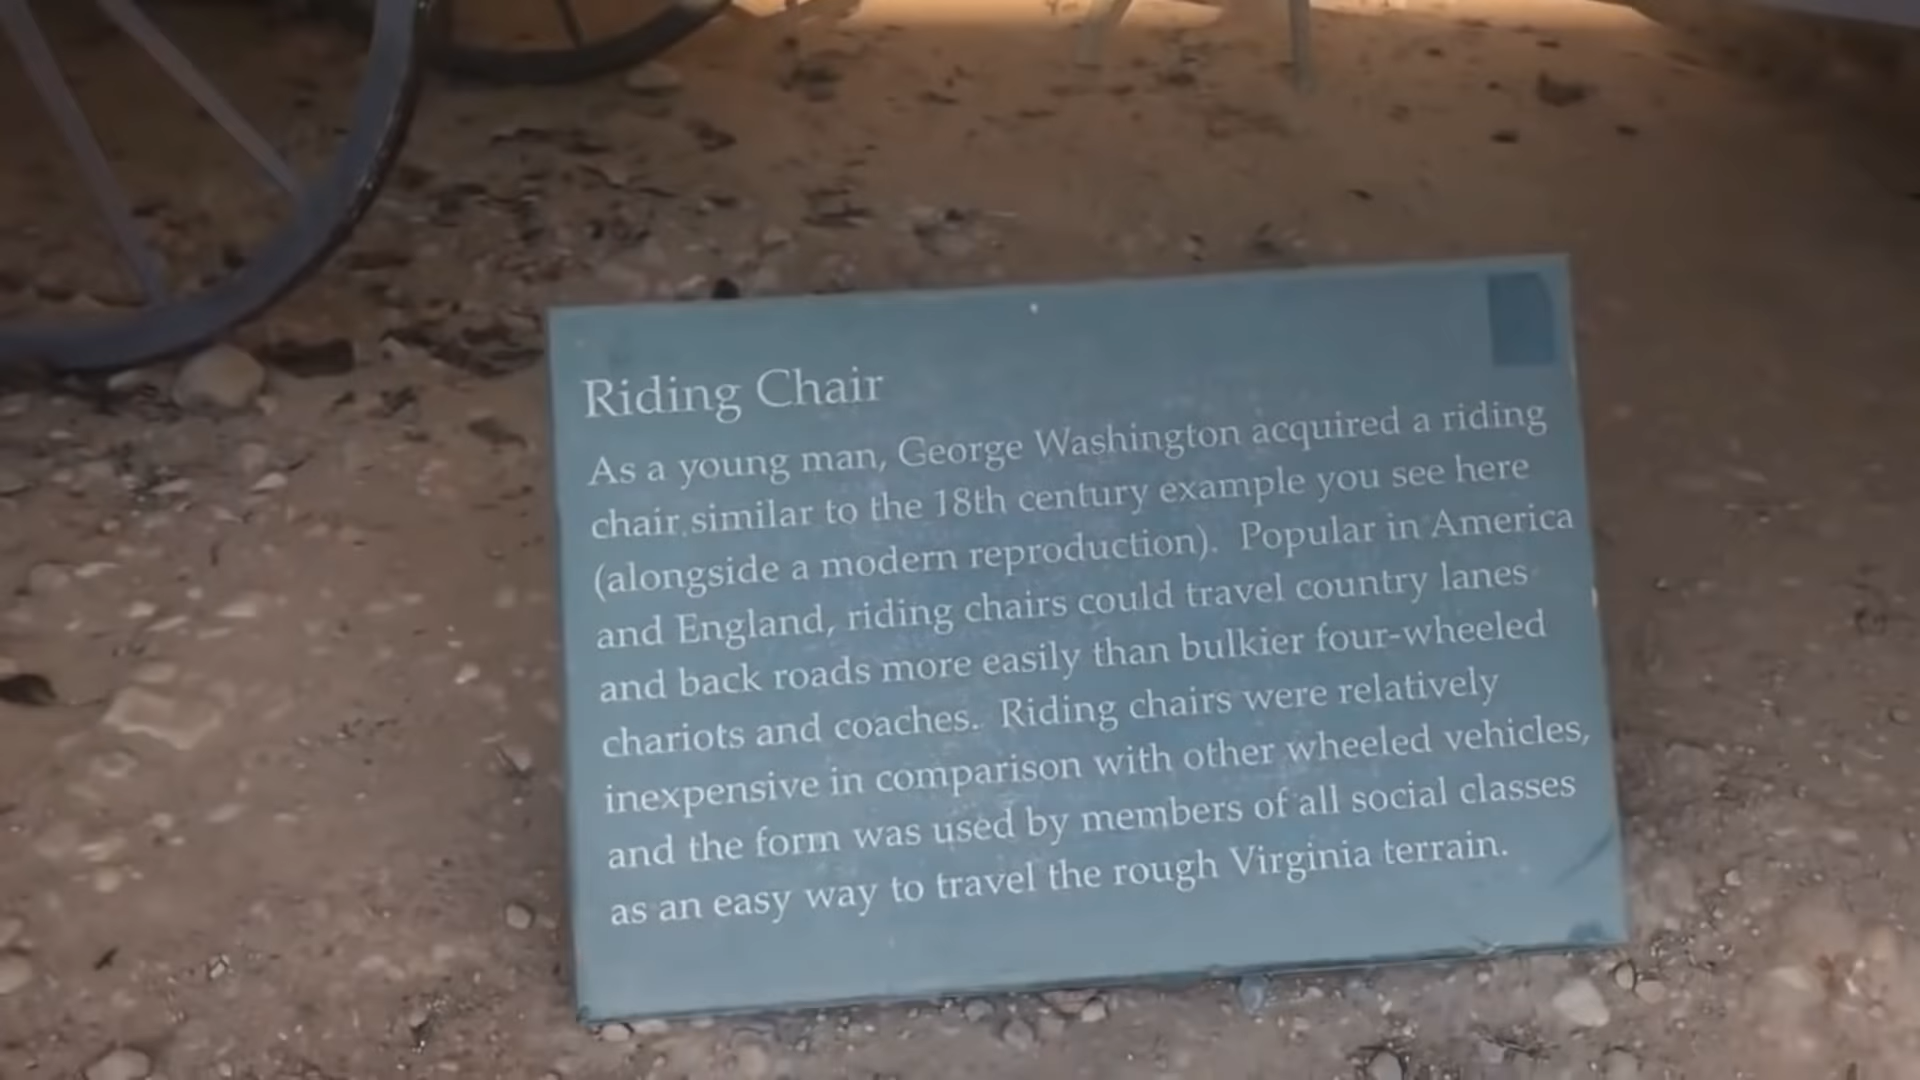 Riding Chair
As a young man, George Washington acquired a riding
chair similar to the 18th century example you see here
(alongside a modern reproduction). Popular in America
and England, riding chairs could travel country lanes
and back roads more easily than bulkier four-wheeled
chariots and coaches. Riding chairs were relatively
inexpensive in comparison with other wheeled vehicles,
and the form was used by members of all social classes
as an easy way to travel the rough Virginia terrain.